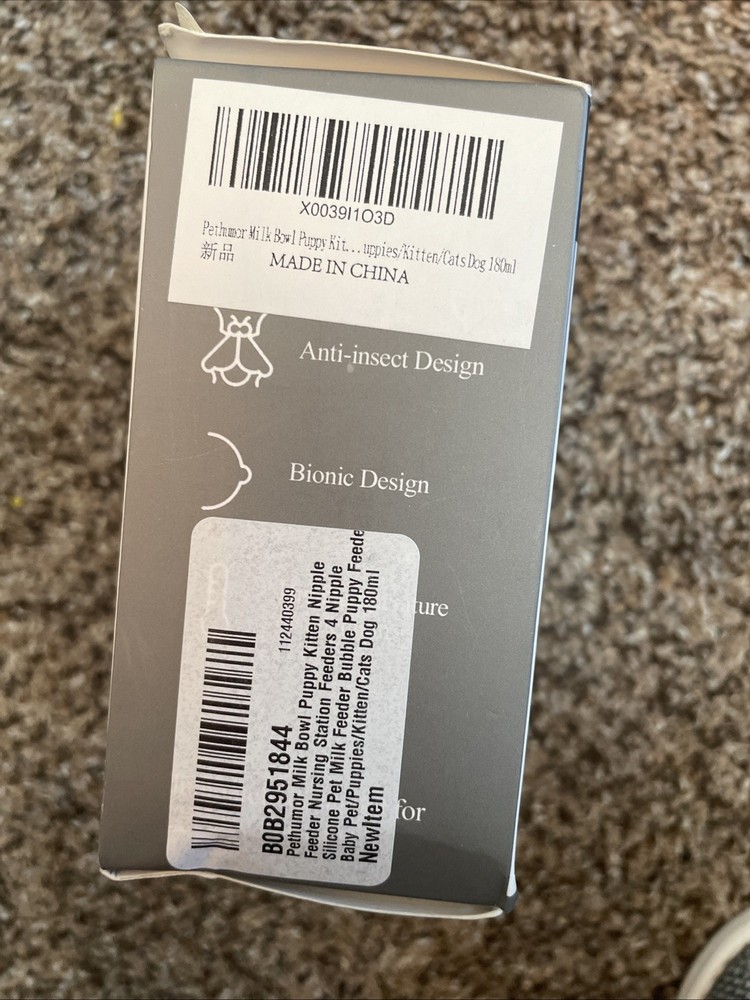 X0039I1O3D
Pethumor Milk Bowl Puppy Kit... uppies/Kitten/Cats Dog 180ml
新品
MADE IN CHINA
Anti-insect Design
Bionic Design
ture
for
112440399
B0B2951844
Pethumor Milk Bowl Puppy Kitten Nipple
Feeder Nursing Station Feeders 4 Nipple
Silicone Pet Milk Feeder Bubble Puppy Feede
Baby Pet/Puppies/Kitten/Cats Dog 180ml
NewItem